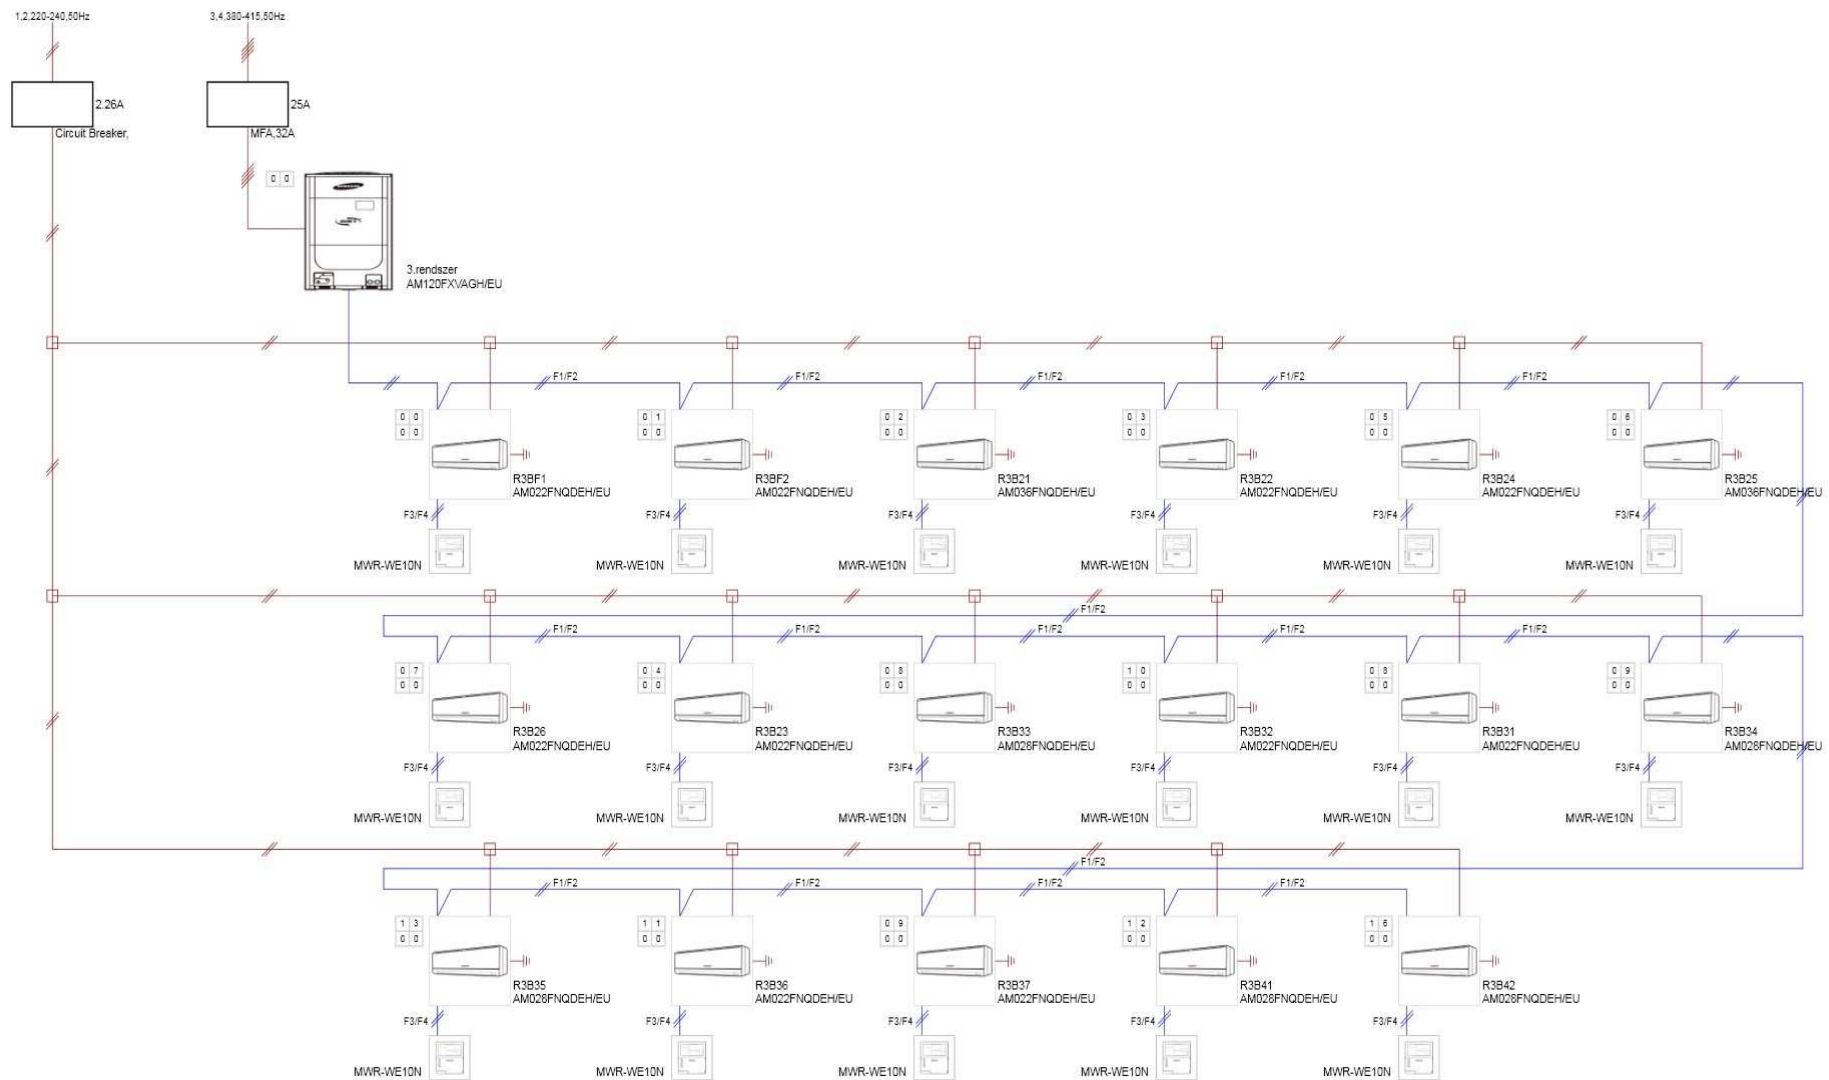 1,2,220-240,50Hz
3,4,380-415,50Hz
2.26A
25A
Circuit Breaker,
MFA,32A
0 0
SAMSUNG
3.rendszer
AM120FXVAGH/EU
F1/F2 F1/F2 F1/F2 F1/F2 F1/F2
0 0 0 1 0 2 0 3 0 5 0 6
0 0 0 0 0 0 0 0 0 0 0 0
R3BF1 R3BF2 R3B21 R3B22 R3B24 R3B25
AM022FNQDEH/EU AM022FNQDEH/EU AM036FNQDEH/EU AM022FNQDEH/EU AM022FNQDEH/EU AM036FNQDEH/EU
F3/F4 F3/F4 F3/F4 F3/F4 F3/F4 F3/F4
MWR-WE10N MWR-WE10N MWR-WE10N MWR-WE10N MWR-WE10N MWR-WE10N
F1/F2
F1/F2 F1/F2 F1/F2 F1/F2 F1/F2
0 7 0 4 0 8 1 0 0 8 0 9
0 0 0 0 0 0 0 0 0 0 0 0
R3B26 R3B23 R3B33 R3B32 R3B31 R3B34
AM022FNQDEH/EU AM022FNQDEH/EU AM028FNQDEH/EU AM022FNQDEH/EU AM022FNQDEH/EU AM028FNQDEH/EU
F3/F4 F3/F4 F3/F4 F3/F4 F3/F4 F3/F4
MWR-WE10N MWR-WE10N MWR-WE10N MWR-WE10N MWR-WE10N MWR-WE10N
F1/F2
F1/F2 F1/F2 F1/F2 F1/F2
1 3 1 1 0 9 1 2 1 6
0 0 0 0 0 0 0 0 0 0
R3B35 R3B36 R3B37 R3B41 R3B42
AM028FNQDEH/EU AM022FNQDEH/EU AM022FNQDEH/EU AM028FNQDEH/EU AM028FNQDEH/EU
F3/F4 F3/F4 F3/F4 F3/F4 F3/F4
MWR-WE10N MWR-WE10N MWR-WE10N MWR-WE10N MWR-WE10N